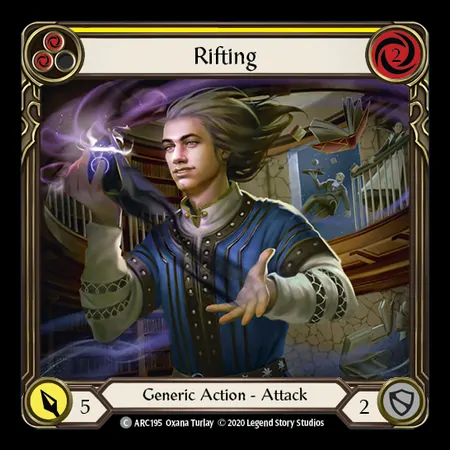 Rifting
2
Generic Action - Attack
5
2
C ARC195 Oxana Turlay © 2020 Legend Story Studios